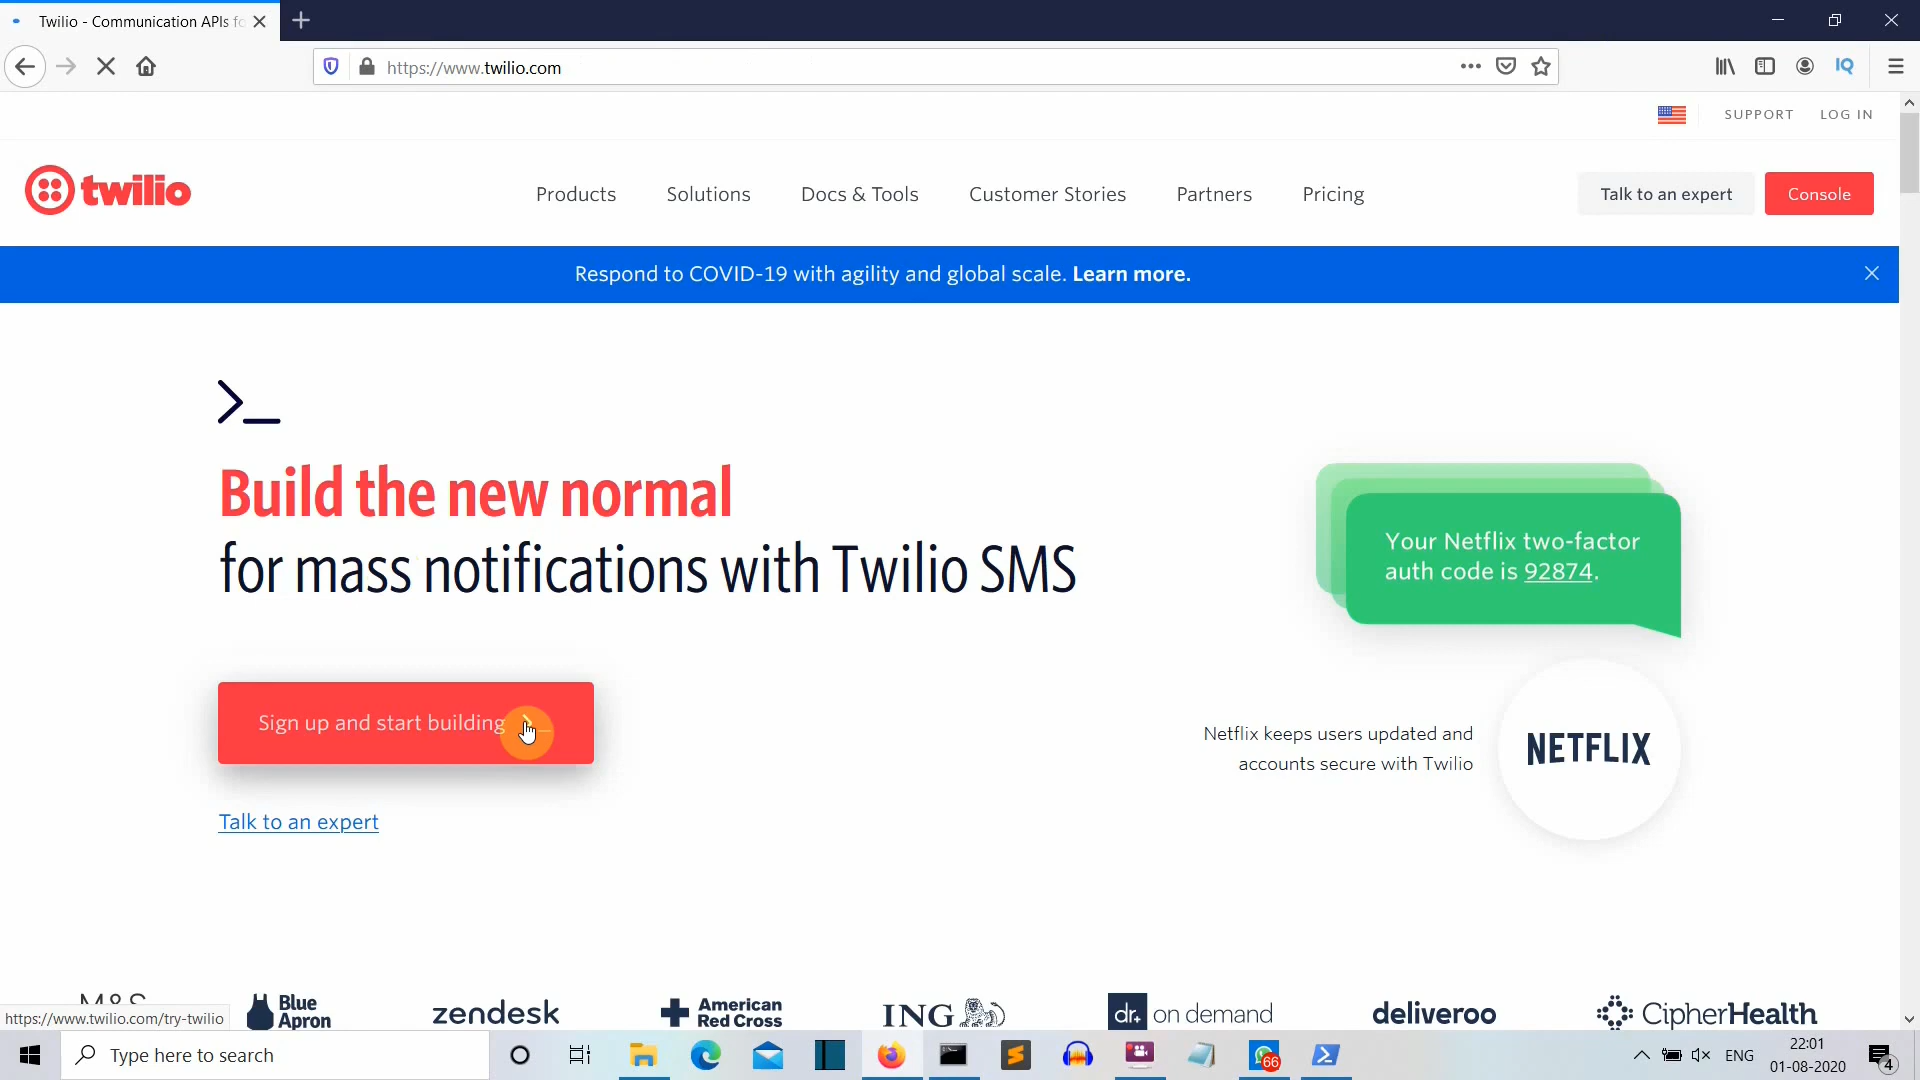 Twilio - Communication APIs fo
https://www.twilio.com
IQ
SUPPORT
LOG IN
twilio
Products
Solutions
Docs & Tools
Customer Stories
Partners
Pricing
Talk to an expert
Console
Respond to COVID-19 with agility and global scale. Learn more.
>_
Build the new normal
for mass notifications with Twilio SMS
Your Netflix two-factor
auth code is 92874.
Sign up and start building
Netflix keeps users updated and
accounts secure with Twilio
NETFLIX
Talk to an expert
M&S
Blue
Apron
zendesk
American
Red Cross
ING
dr+ on demand
deliveroo
CipherHealth
https://www.twilio.com/try-twilio
Type here to search
66
ENG
22:01
01-08-2020
4